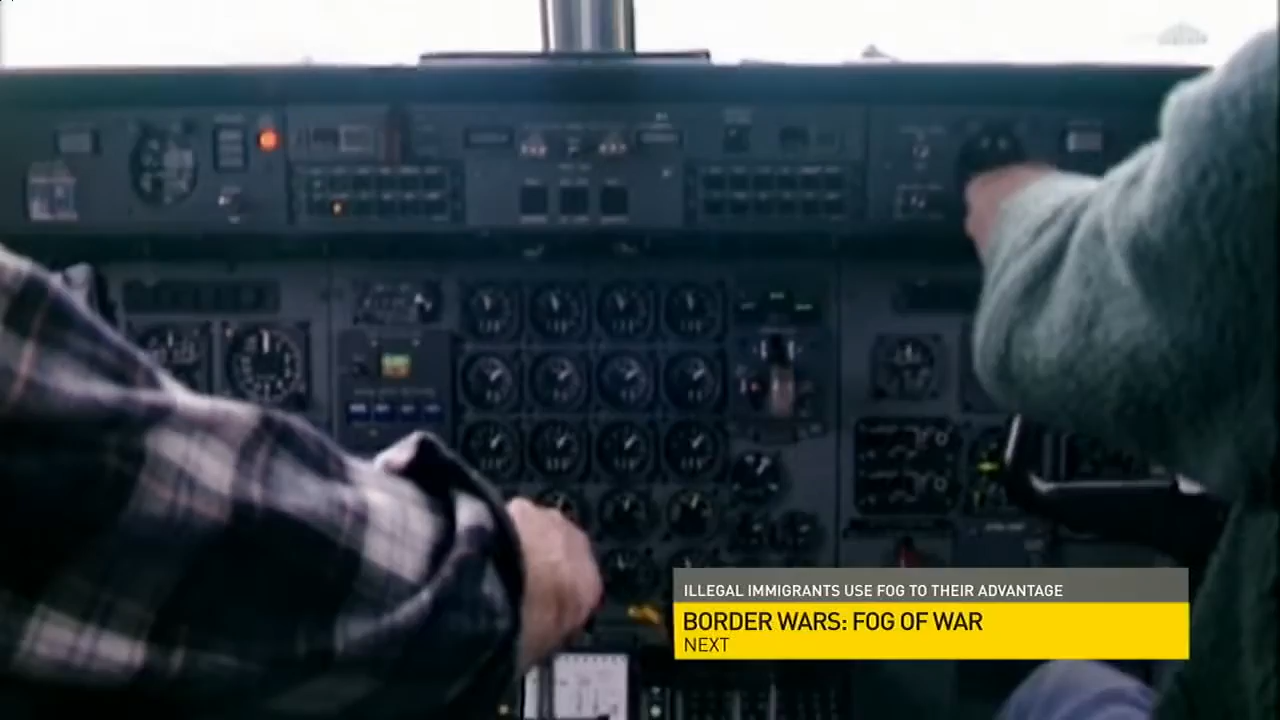 ILLEGAL IMMIGRANTS USE FOG TO THEIR ADVANTAGE
BORDER WARS: FOG OF WAR
NEXT